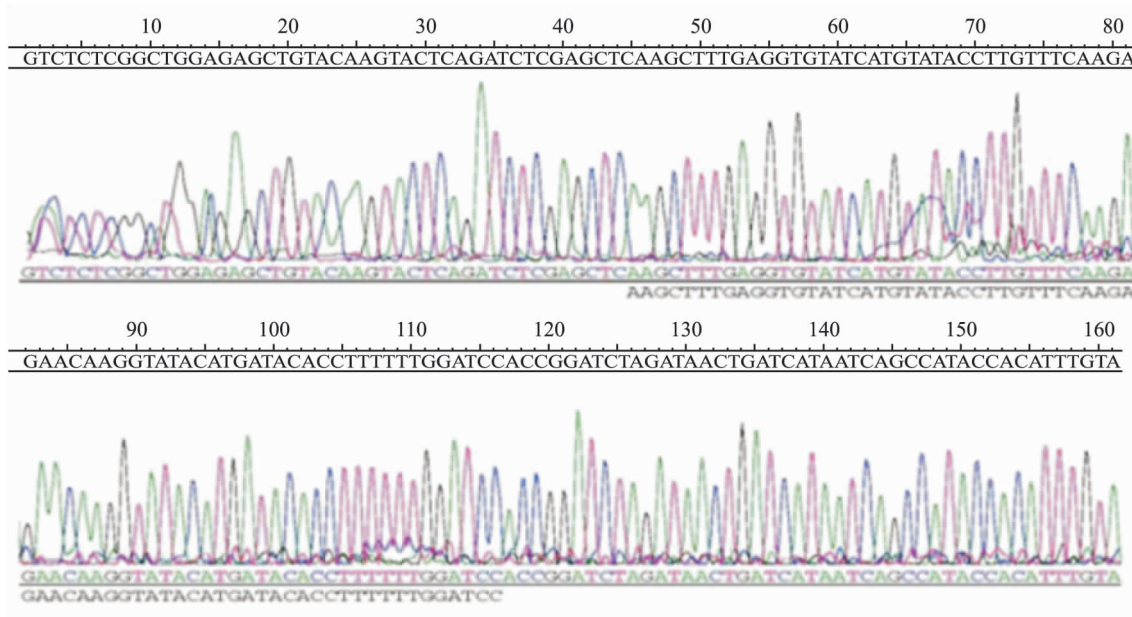 10 20 30 40 50 60 70 80
GTCTCTCGGCTGGAGAGCTGTACAAGTACTCAGATCTCGAGCTCAAGCTTTGAGGTGTATCATGTATACCTTGTTTCAAGA
GTCTCTCGGCTGGAGAGCTGTACAAGTACTCAGATCTCGAGCTCAAGCTTTGAGGTGTATCATGTATACCTTGTTTCAAGA
AAGCTTTGAGGTGTATCATGTATACCTTGTTTCAAGA
90 100 110 120 130 140 150 160
GAACAAGGTATACATGATACACCTTTTTTGGATCCACCGGATCTAGATAACTGATCATAATCAGCCATACCACATTTGTA
GAACAAGGTATACATGATACACCTTTTTTGGATCCACCGGATCTAGATAACTGATCATAATCAGCCATACCACATTTGTA
GAACAAGGTATACATGATACACCTTTTTTGGATCC